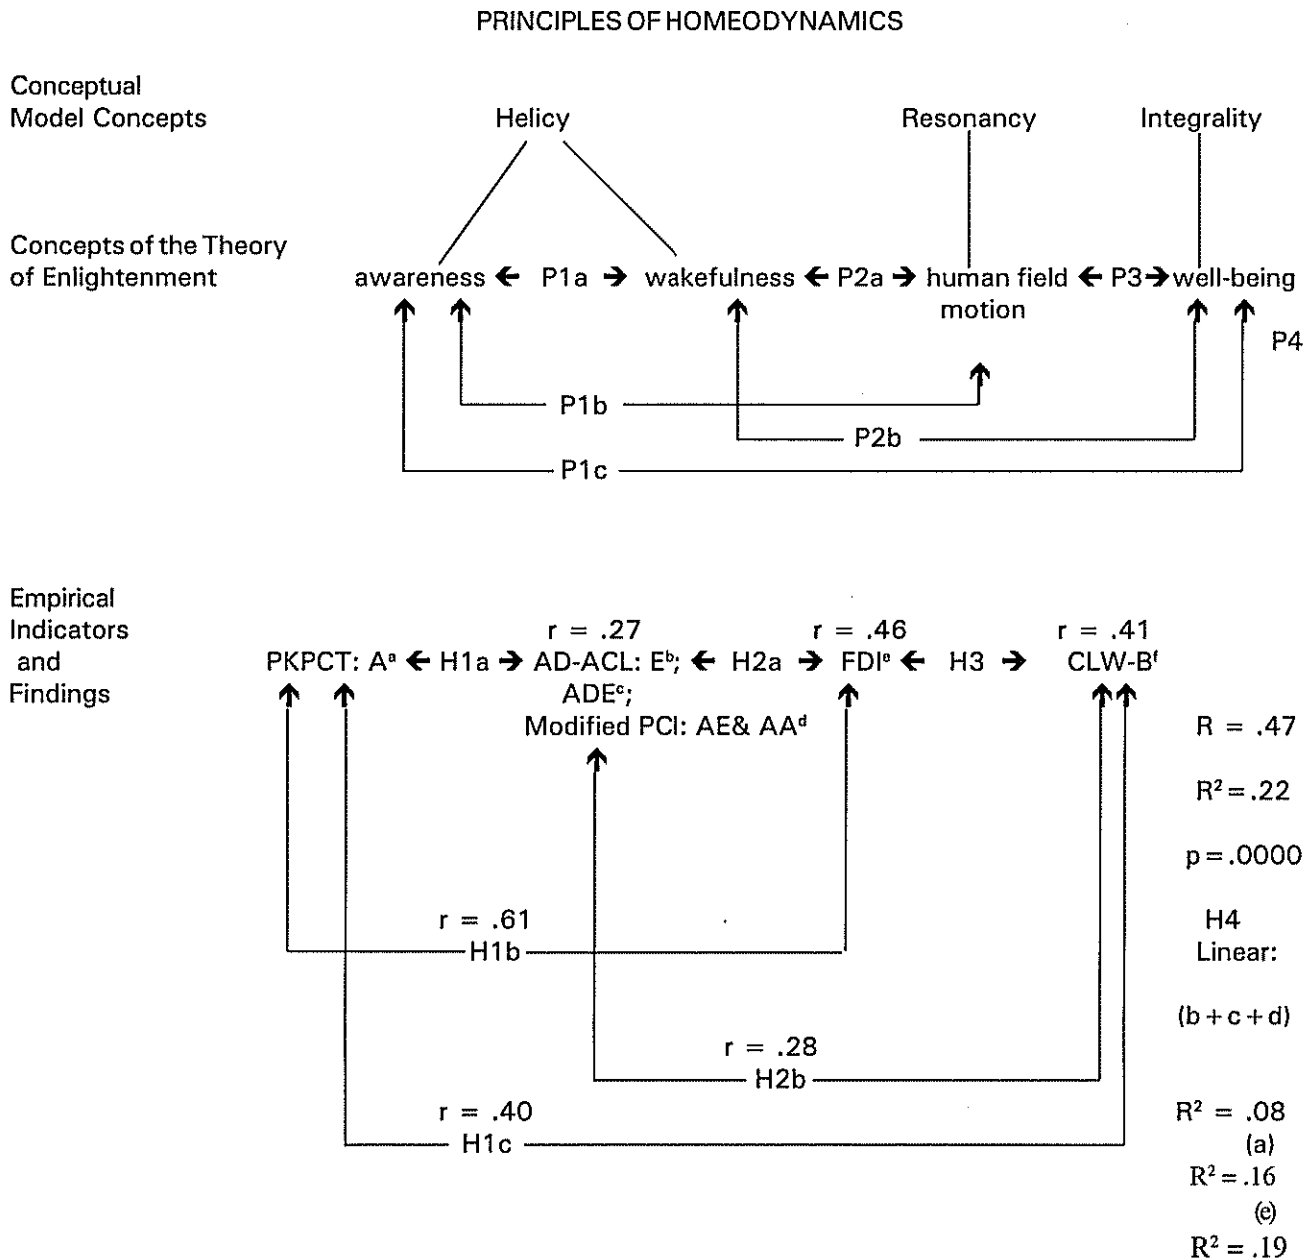 PRINCIPLES OF HOMEODYNAMICS
Conceptual
Model Concepts
Helicy
Resonancy
Integrality
Concepts of the Theory
of Enlightenment
awareness ← P1a → wakefulness ← P2a → human field ← P3 → well-being
motion
P4
P1b
P2b
P1c
Empirical
Indicators
and
Findings
r = .27
r = .46
r = .41
PKPCT: Aᵃ ← H1a → AD-ACL: Eᵇ; ← H2a → FDIᵉ ← H3 → CLW-Bᶠ
ADEᶜ;
Modified PCI: AE& AAᵈ
R = .47
R² = .22
p = .0000
r = .61
H1b
H4
Linear:
(b + c + d)
r = .28
H2b
r = .40
H1c
R² = .08
(a)
R² = .16
(e)
R² = .19